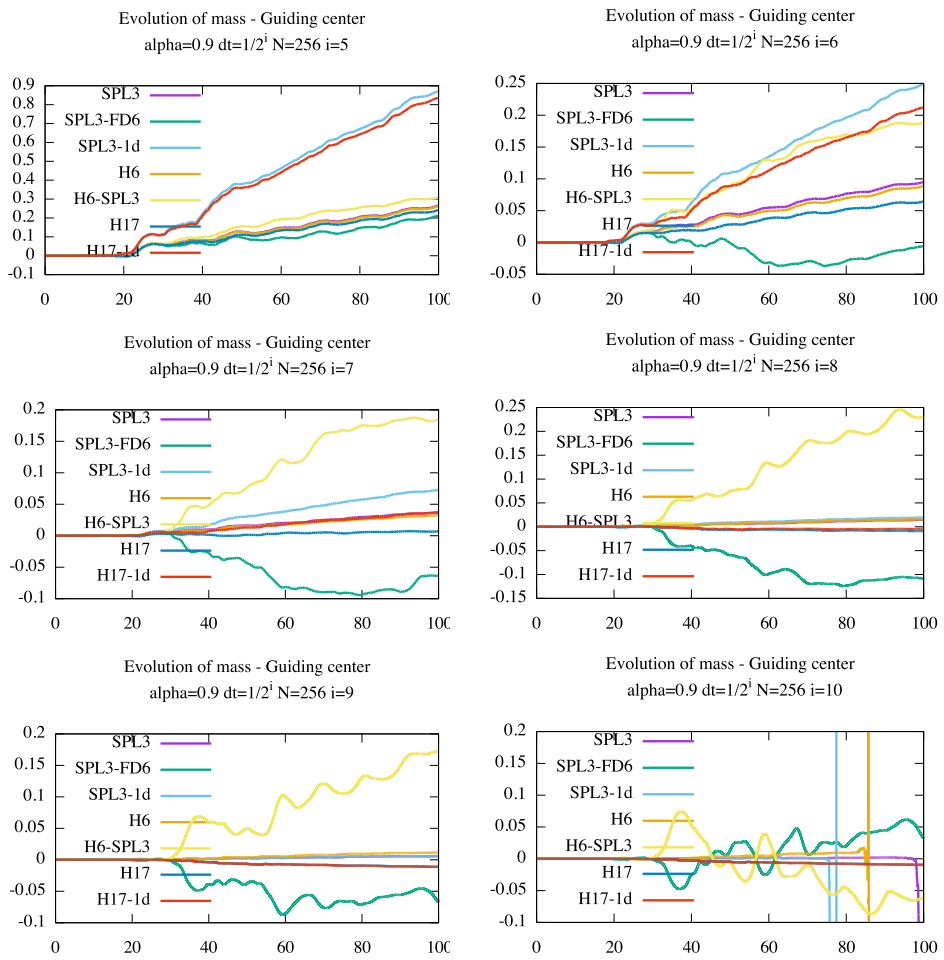 Evolution of mass - Guiding center
alpha=0.9 dt=1/2^i N=256 i=5
0.9
0.8
0.7
0.6
0.5
0.4
0.3
0.2
0.1
0
-0.1
SPL3
SPL3-FD6
SPL3-1d
H6
H6-SPL3
H17
H17-1d
0 20 40 60 80 100
Evolution of mass - Guiding center
alpha=0.9 dt=1/2^i N=256 i=6
0.25
0.2
0.15
0.1
0.05
0
-0.05
SPL3
SPL3-FD6
SPL3-1d
H6
H6-SPL3
H17
H17-1d
0 20 40 60 80 100
Evolution of mass - Guiding center
alpha=0.9 dt=1/2^i N=256 i=7
0.2
0.15
0.1
0.05
0
-0.05
-0.1
SPL3
SPL3-FD6
SPL3-1d
H6
H6-SPL3
H17
H17-1d
0 20 40 60 80 100
Evolution of mass - Guiding center
alpha=0.9 dt=1/2^i N=256 i=8
0.25
0.2
0.15
0.1
0.05
0
-0.05
-0.1
-0.15
SPL3
SPL3-FD6
SPL3-1d
H6
H6-SPL3
H17
H17-1d
0 20 40 60 80 100
Evolution of mass - Guiding center
alpha=0.9 dt=1/2^i N=256 i=9
0.2
0.15
0.1
0.05
0
-0.05
-0.1
SPL3
SPL3-FD6
SPL3-1d
H6
H6-SPL3
H17
H17-1d
0 20 40 60 80 100
Evolution of mass - Guiding center
alpha=0.9 dt=1/2^i N=256 i=10
0.2
0.15
0.1
0.05
0
-0.05
-0.1
SPL3
SPL3-FD6
SPL3-1d
H6
H6-SPL3
H17
H17-1d
0 20 40 60 80 100